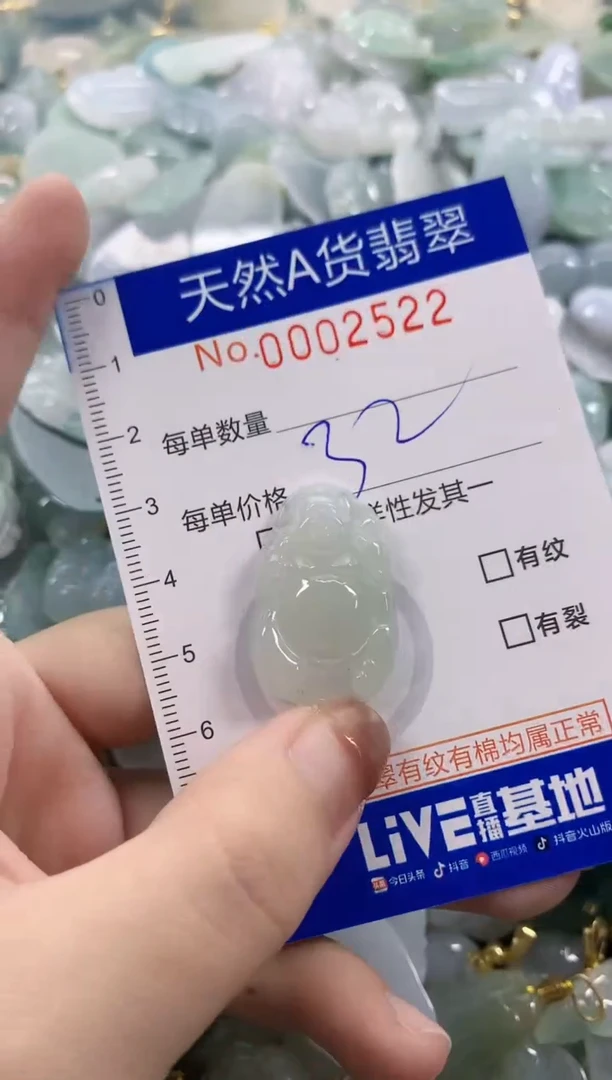 天然A货翡翠
No.0002522
0
1
2
3
4
5
6
每单数量 32
每单价格 样性发其一
有纹
有裂
翠有纹有棉均属正常
LiVE直播基地
今日头条 抖音 西瓜视频 抖音火山版